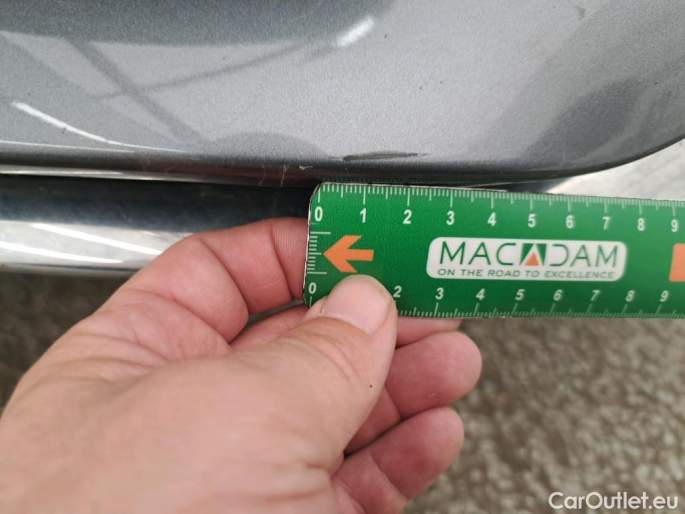 0 1 2 3 4 5 6 7 8 9
MACADAM
ON THE ROAD TO EXCELLENCE
0 2 3 4 5 6 7 8 9
CarOutlet.eu